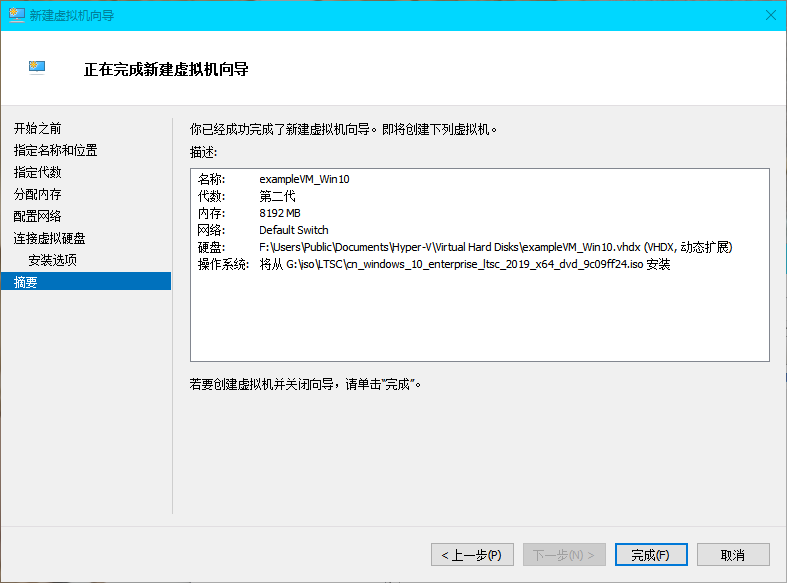 新建虚拟机向导
正在完成新建虚拟机向导
开始之前
指定名称和位置
指定代数
分配内存
配置网络
连接虚拟硬盘
安装选项
摘要
你已经成功完成了新建虚拟机向导。即将创建下列虚拟机。
描述:
名称: exampleVM_Win10
代数: 第二代
内存: 8192 MB
网络: Default Switch
硬盘: F:\Users\Public\Documents\Hyper-V\Virtual Hard Disks\exampleVM_Win10.vhdx (VHDX, 动态扩展)
操作系统: 将从 G:\iso\LTSC\cn_windows_10_enterprise_ltsc_2019_x64_dvd_9c09ff24.iso 安装
若要创建虚拟机并关闭向导，请单击"完成"。
< 上一步(P) 下一步(N) > 完成(F) 取消